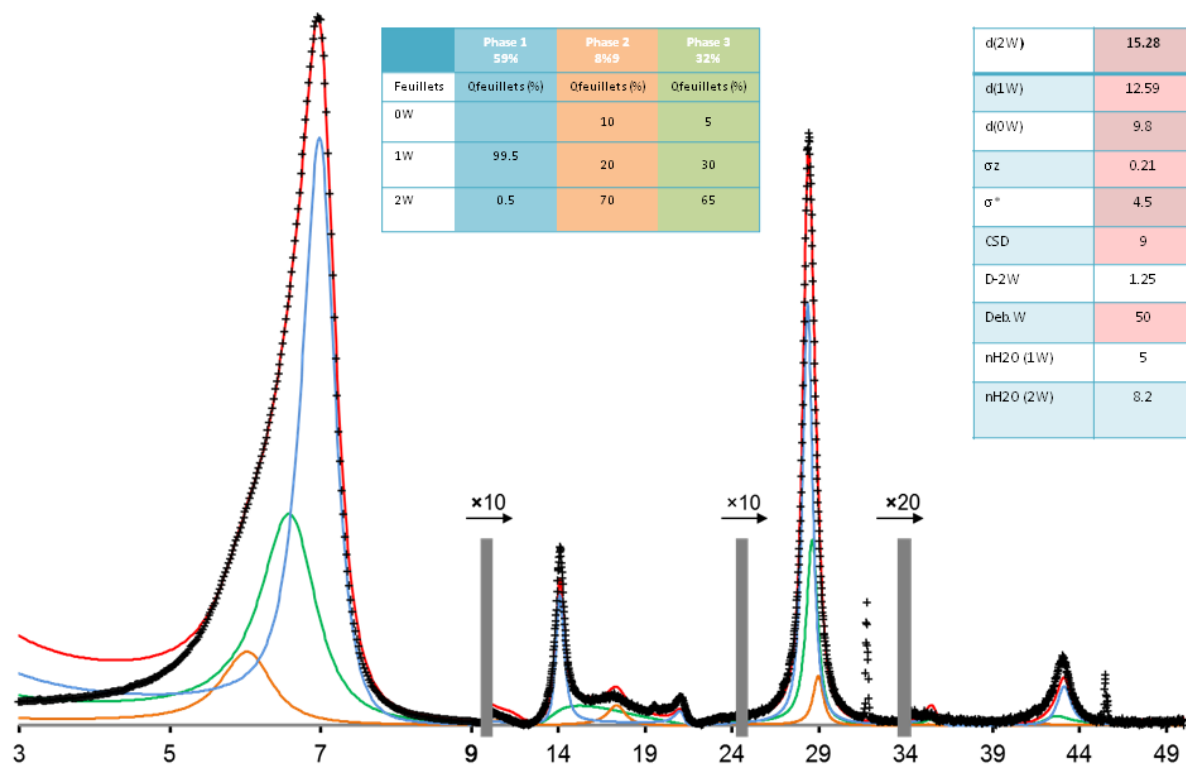 Phase 1 Phase 2 Phase 3
59% 8%9 32%
Feuillets Qfeuillets (%) Qfeuillets (%) Qfeuillets (%)
0W 10 5
1W 99.5 20 30
2W 0.5 70 65
d(2W) 15.28
d(1W) 12.59
d(0W) 9.8
σz 0.21
σ* 4.5
CSD 9
D-2W 1.25
Deb. W 50
nH2O (1W) 5
nH2O (2W) 8.2
×10 ×10 ×20
3 5 7 9 14 19 24 29 34 39 44 49